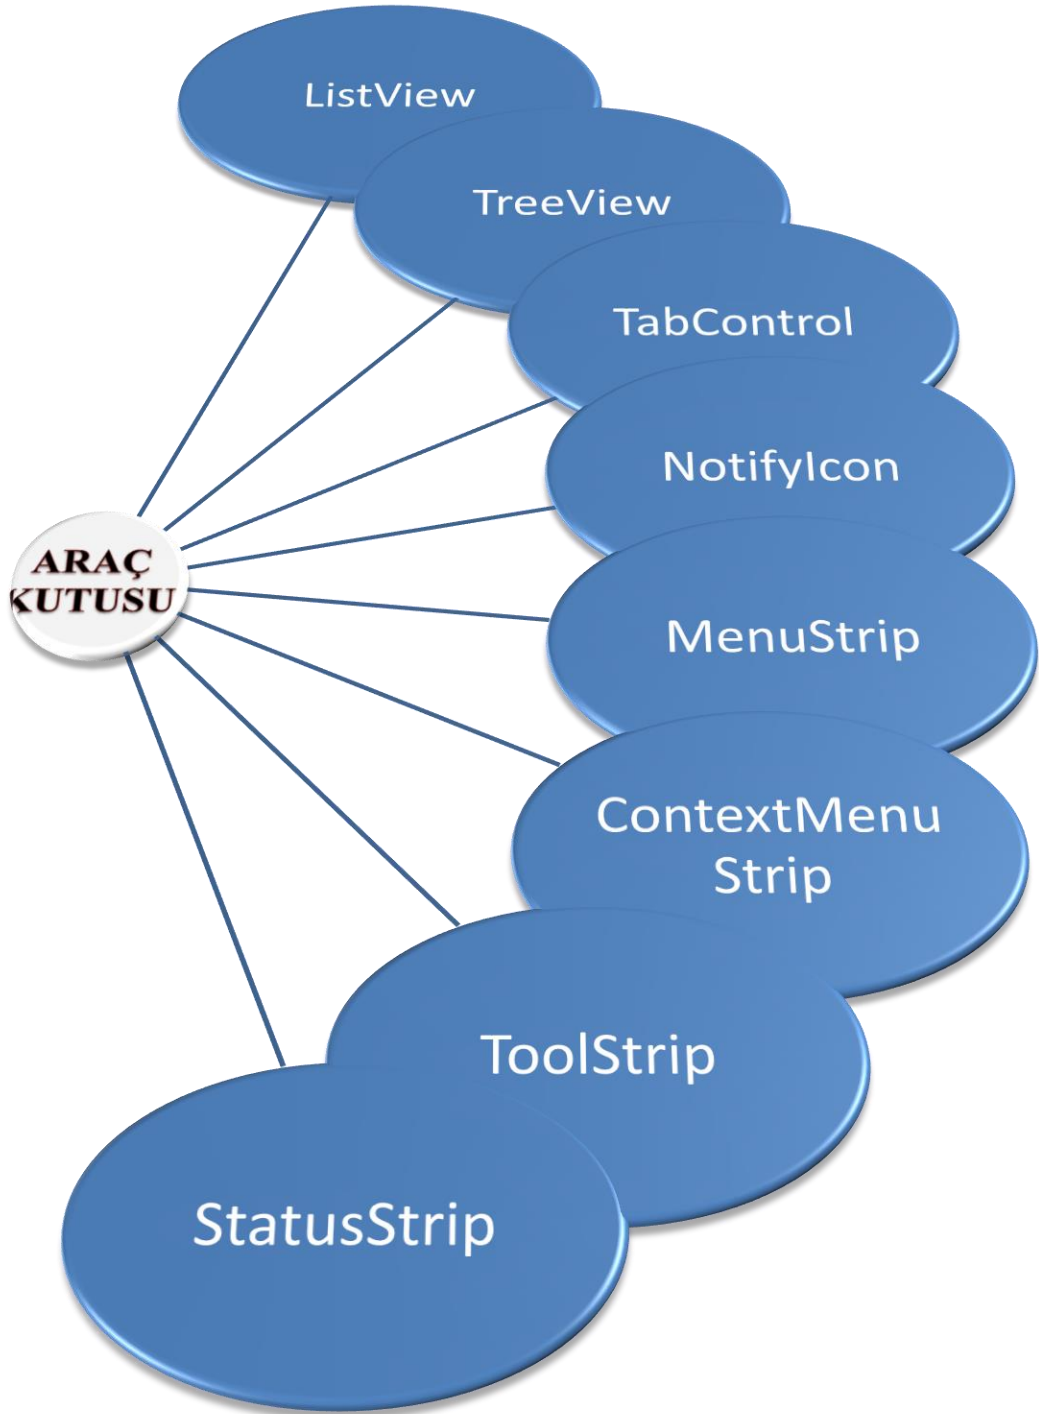 ListView
TreeView
TabControl
NotifyIcon
ARAÇ
KUTUSU
MenuStrip
ContextMenu
Strip
ToolStrip
StatusStrip